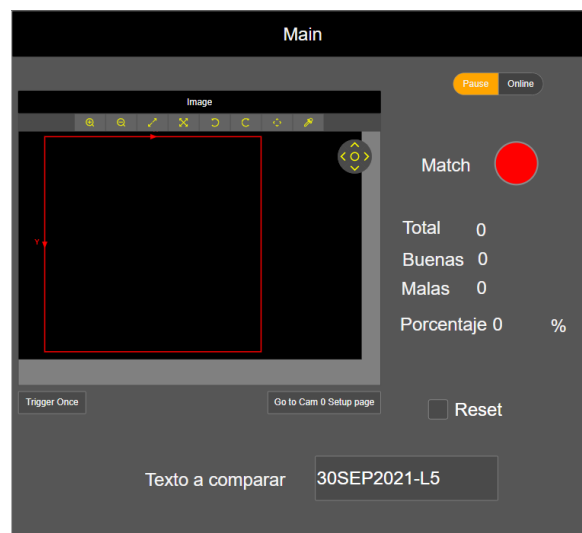 Main
Pause Online
Image
Y
Match
Total 0
Buenas 0
Malas 0
Porcentaje 0 %
Trigger Once
Go to Cam 0 Setup page
Reset
Texto a comparar
30SEP2021-L5